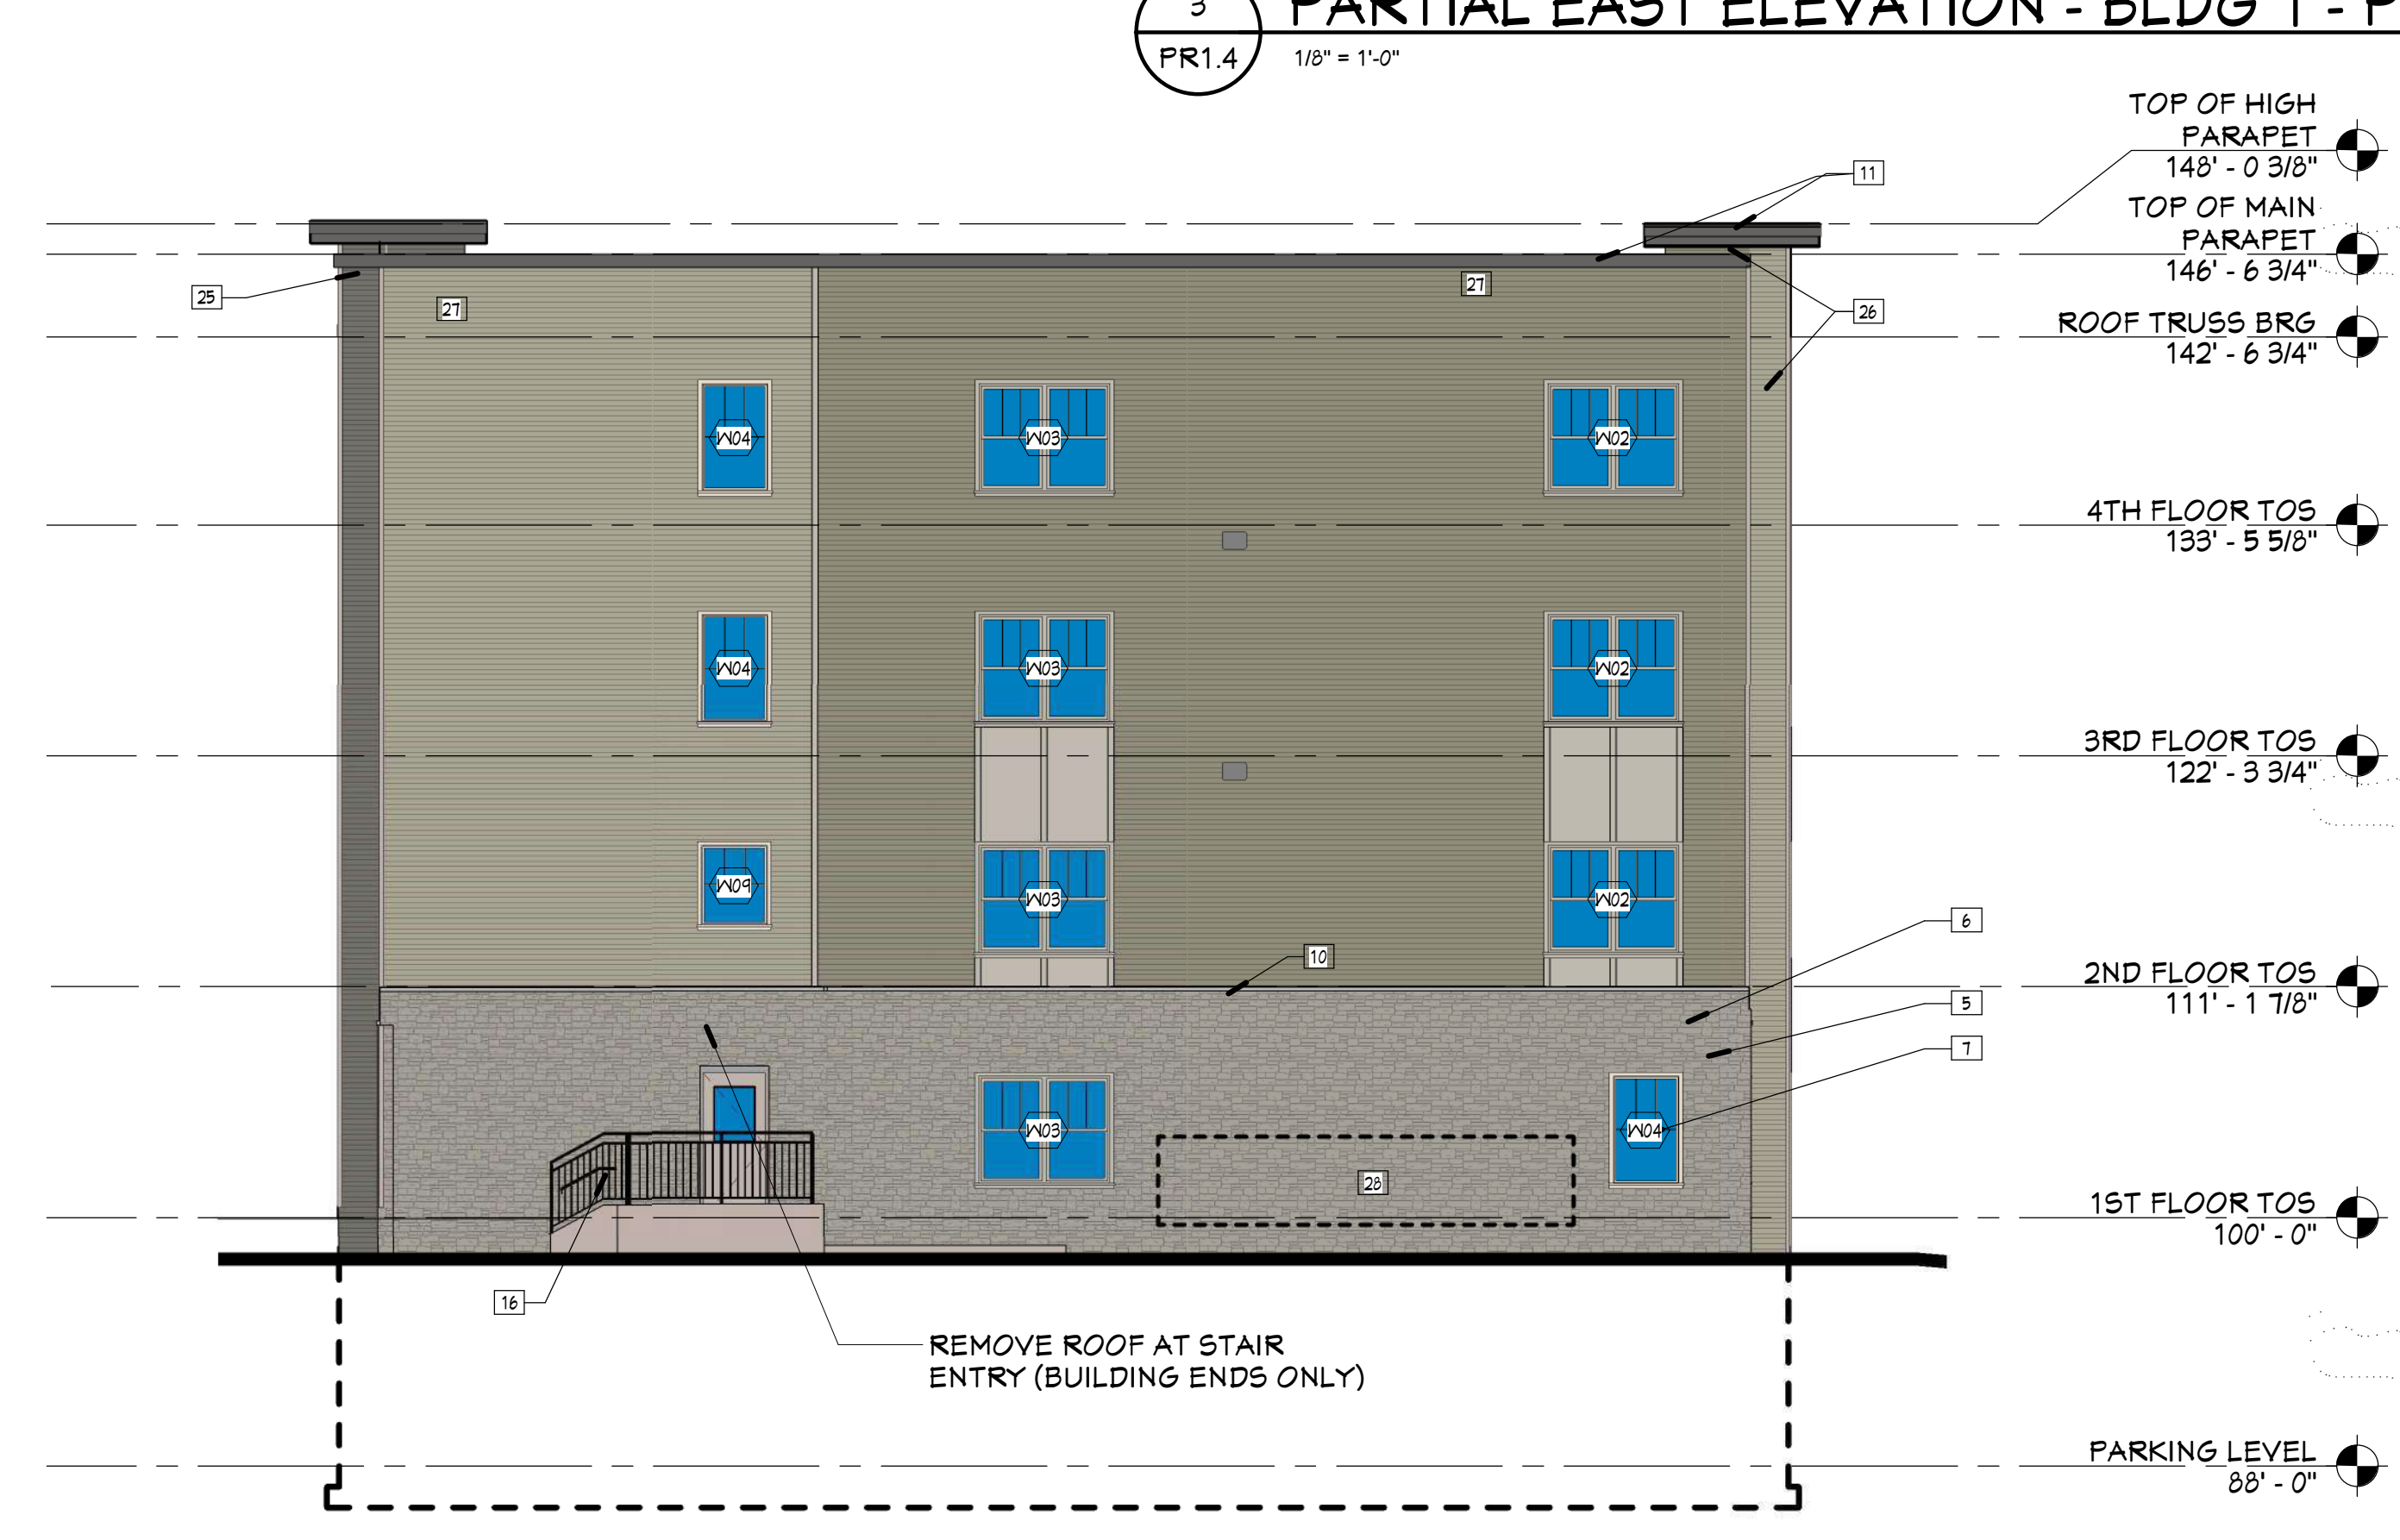 3
PARTIAL EAST ELEVATION - BLDG 1 - P
PR1.4
1/8" = 1'-0"
TOP OF HIGH
PARAPET
148' - 0 3/8"
11
TOP OF MAIN
PARAPET
146' - 6 3/4"
25
27
27
26
ROOF TRUSS BRG
142' - 6 3/4"
W04
W03
W02
4TH FLOOR TOS
133' - 5 5/8"
W04
W03
W02
3RD FLOOR TOS
122' - 3 3/4"
W09
W03
W02
6
10
2ND FLOOR TOS
111' - 1 7/8"
5
7
W03
W04
28
1ST FLOOR TOS
100' - 0"
16
REMOVE ROOF AT STAIR
ENTRY (BUILDING ENDS ONLY)
PARKING LEVEL
88' - 0"